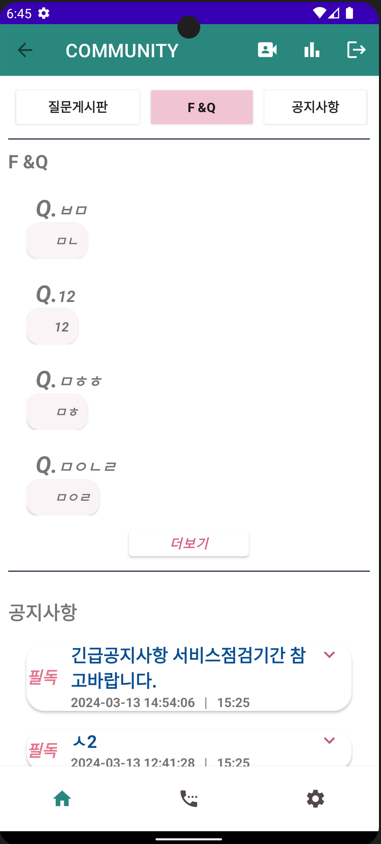 6:45
COMMUNITY
질문게시판
F &Q
공지사항
F &Q
Q.ㅂㅁ
ㅁㄴ
Q.12
12
Q.ㅁㅎㅎ
ㅁㅎ
Q.ㅁㅇㄴㄹ
ㅁㅇㄹ
더보기
공지사항
필독
긴급공지사항 서비스점검기간 참
고바랍니다.
2024-03-13 14:54:06 | 15:25
필독
ㅅ2
2024-03-13 12:41:28 | 15:25